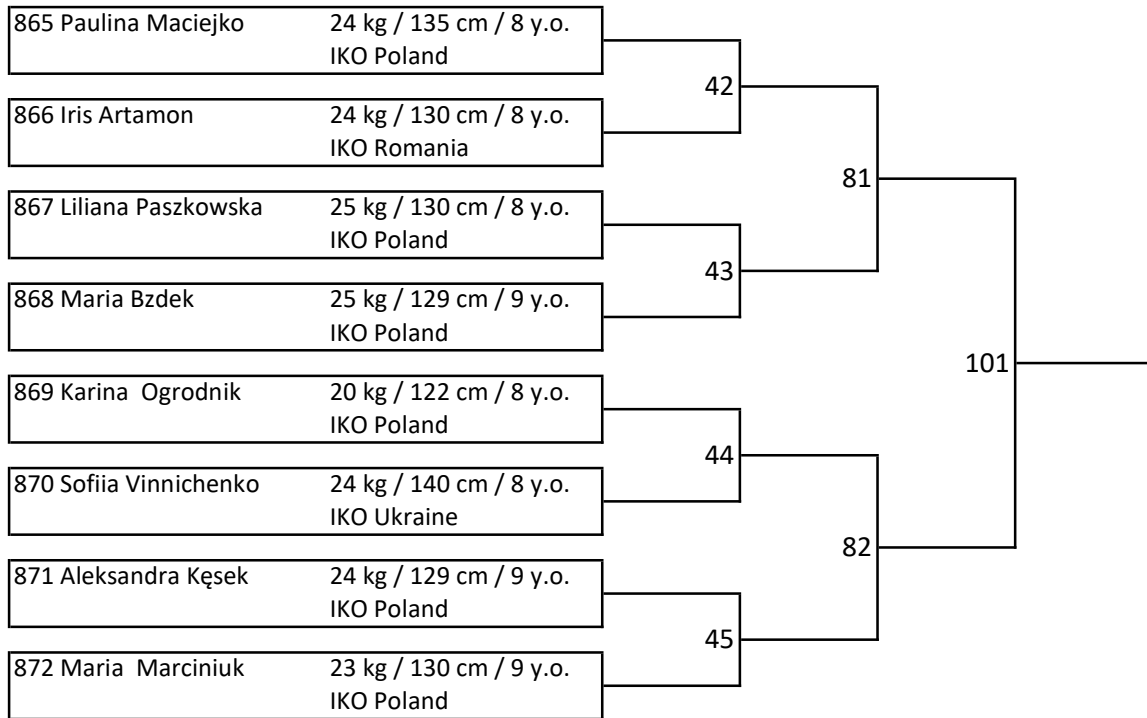 865 Paulina Maciejko 24 kg / 135 cm / 8 y.o.
IKO Poland
42
866 Iris Artamon 24 kg / 130 cm / 8 y.o.
IKO Romania
81
867 Liliana Paszkowska 25 kg / 130 cm / 8 y.o.
IKO Poland
43
868 Maria Bzdek 25 kg / 129 cm / 9 y.o.
IKO Poland
101
869 Karina  Ogrodnik 20 kg / 122 cm / 8 y.o.
IKO Poland
44
870 Sofiia Vinnichenko 24 kg / 140 cm / 8 y.o.
IKO Ukraine
82
871 Aleksandra Kęsek 24 kg / 129 cm / 9 y.o.
IKO Poland
45
872 Maria  Marciniuk 23 kg / 130 cm / 9 y.o.
IKO Poland